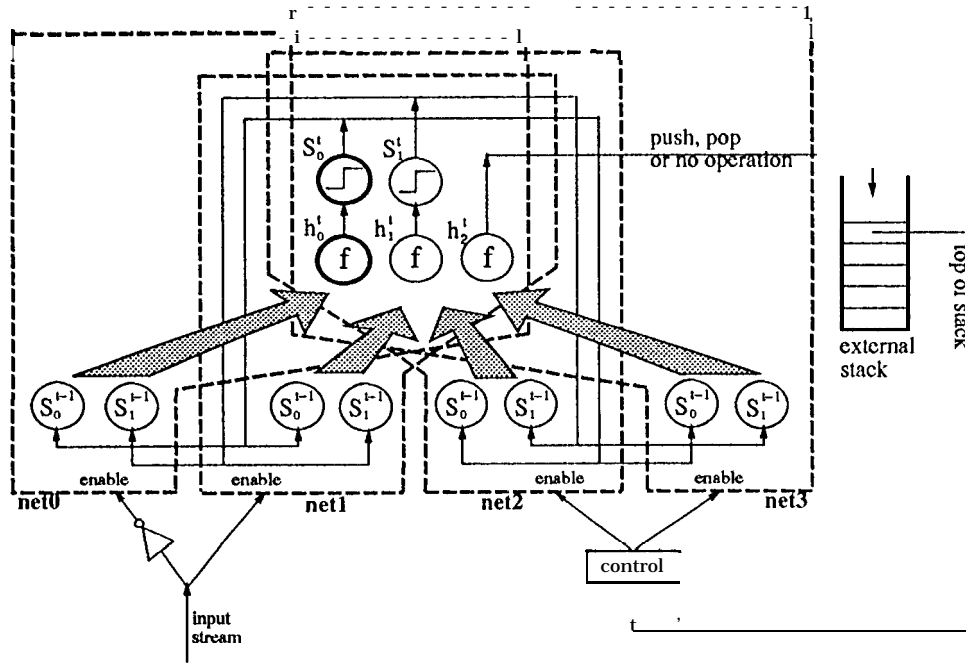 push, pop
or no operation
S₀ᵗ
S₁ᵗ
h₀ᵗ
h₁ᵗ
h₂ᵗ
f
f
f
top of stack
external
stack
S₀ᵗ⁻¹
S₁ᵗ⁻¹
S₀ᵗ⁻¹
S₁ᵗ⁻¹
S₀ᵗ⁻¹
S₁ᵗ⁻¹
S₀ᵗ⁻¹
S₁ᵗ⁻¹
enable
enable
enable
enable
net0
net1
net2
net3
control
input
stream